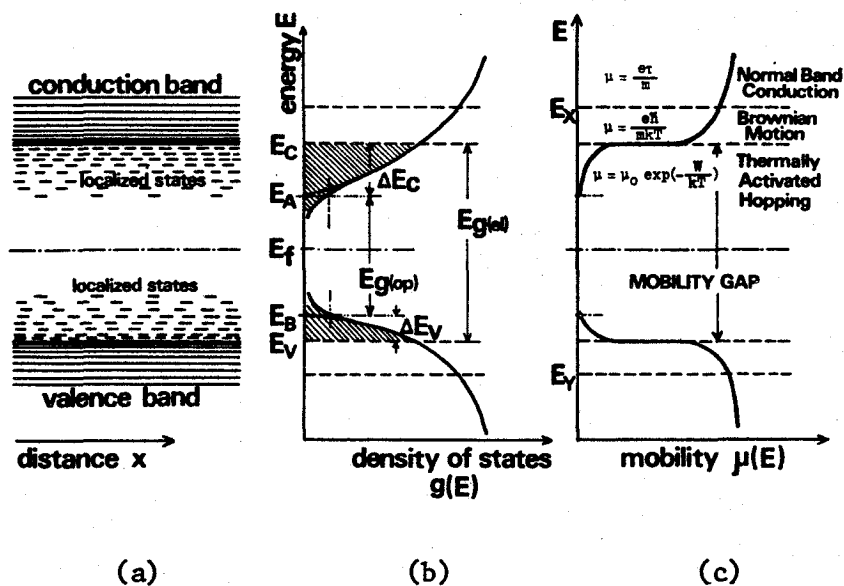 conduction band
localized states
localized states
valence band
distance x
energy E
E_C
E_A
E_f
E_B
E_V
ΔE_C
E_g(op)
E_g(el)
ΔE_V
density of states
g(E)
E
E_X
E_Y
μ = eτ/m
μ = eħ/mkT
μ = μ_o exp(-W/kT)
Normal Band
Conduction
Brownian
Motion
Thermally
Activated
Hopping
MOBILITY GAP
mobility μ(E)
(a)
(b)
(c)